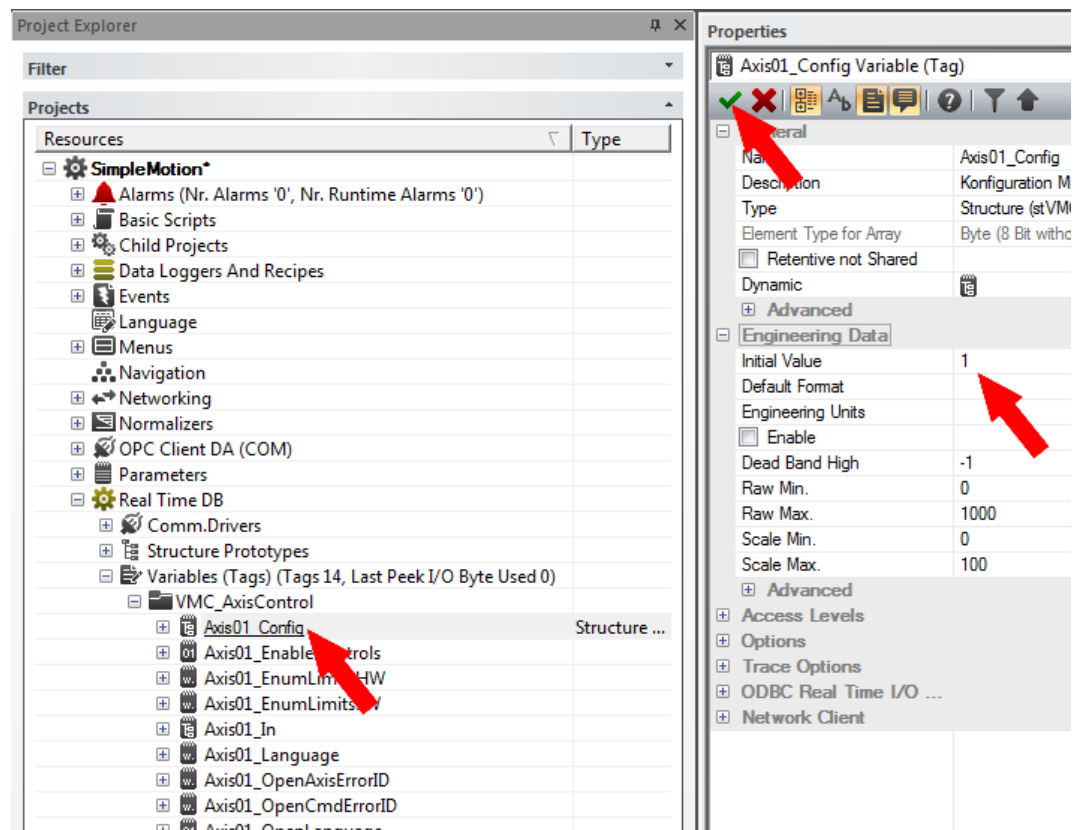 Project Explorer
Filter
Projects
Resources Type
SimpleMotion*
Alarms (Nr. Alarms '0', Nr. Runtime Alarms '0')
Basic Scripts
Child Projects
Data Loggers And Recipes
Events
Language
Menus
Navigation
Networking
Normalizers
OPC Client DA (COM)
Parameters
Real Time DB
Comm.Drivers
Structure Prototypes
Variables (Tags) (Tags 14, Last Peek I/O Byte Used 0)
VMC_AxisControl
Axis01_Config Structure ...
Axis01_Enable
Axis01_EnumLim HW
Axis01_EnumLimits
Axis01_In
Axis01_Language
Axis01_OpenAxisErrorID
Axis01_OpenCmdErrorID
Properties
Axis01_Config Variable (Tag)
Axis01_Config
Konfiguration M
Type Structure (stVM
Element Type for Array Byte (8 Bit witho
Retentive not Shared
Dynamic
Advanced
Engineering Data
Initial Value 1
Default Format
Engineering Units
Enable
Dead Band High -1
Raw Min. 0
Raw Max. 1000
Scale Min. 0
Scale Max. 100
Advanced
Access Levels
Options
Trace Options
ODBC Real Time I/O ...
Network Client